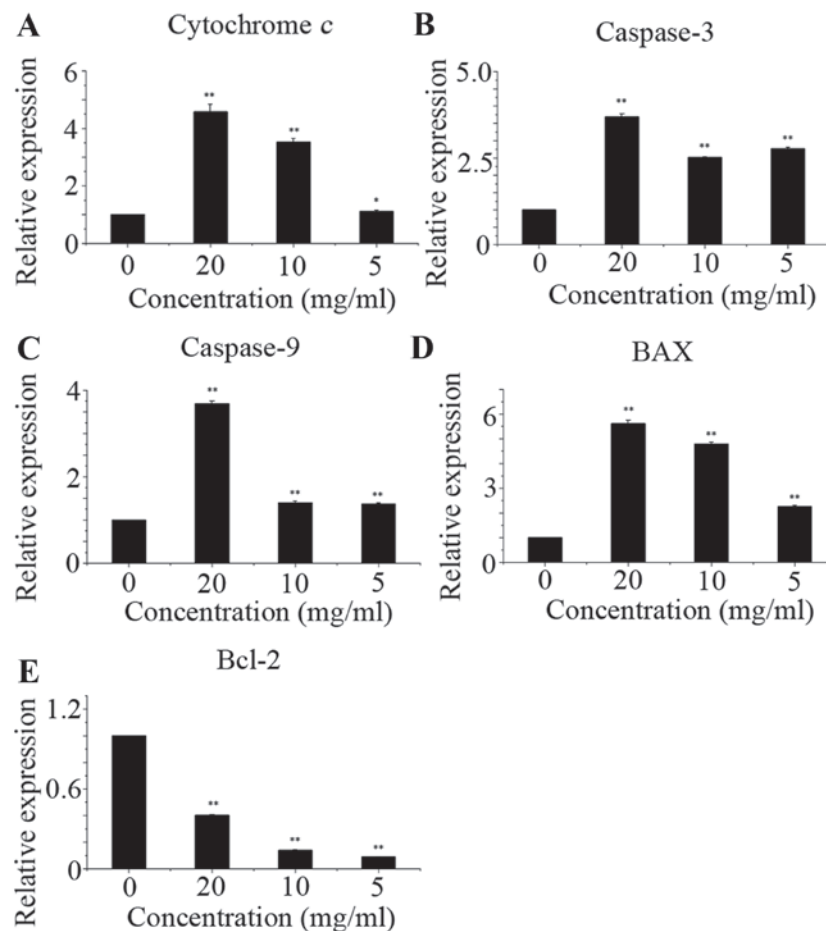 A
Cytochrome c
Relative expression
6
4
2
0
**
**
*
0 20 10 5
Concentration (mg/ml)
B
Caspase-3
Relative expression
5.0
2.5
0
**
**
**
0 20 10 5
Concentration (mg/ml)
C
Caspase-9
Relative expression
4
2
0
**
**
**
0 20 10 5
Concentration (mg/ml)
D
BAX
Relative expression
6
3
0
**
**
**
0 20 10 5
Concentration (mg/ml)
E
Bcl-2
Relative expression
1.2
0.6
0
**
**
**
0 20 10 5
Concentration (mg/ml)